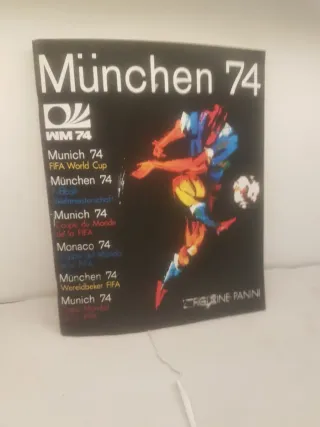 München 74
WM 74
Munich 74
FIFA World Cup
München 74
Munich 74
Coupe du Monde
de la FIFA
Monaco 74
München 74
Wereldbeker FIFA
Munich 74
FIGURINE PANINI